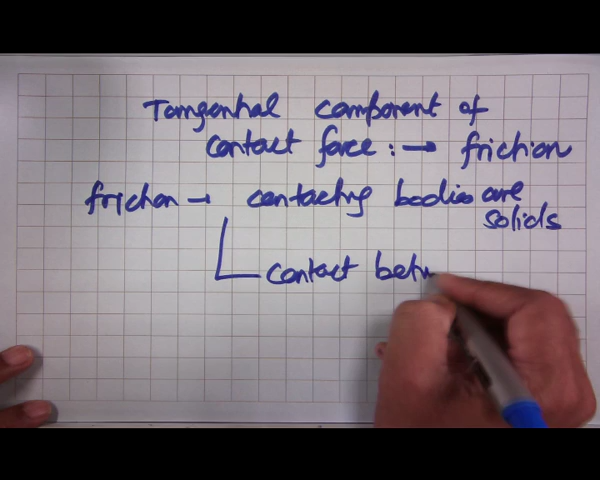 Tangential component of
contact force : → friction
friction → contacting bodies are
solids
contact betw